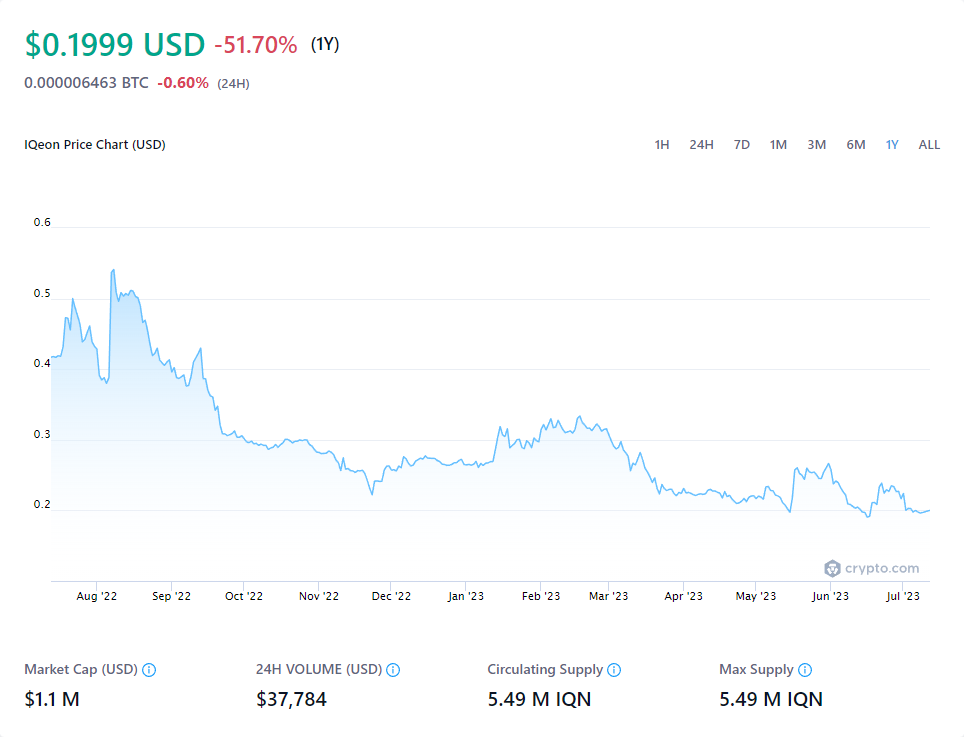 $0.1999 USD -51.70% (1Y)
0.000006463 BTC -0.60% (24H)
IQeon Price Chart (USD) 1H 24H 7D 1M 3M 6M 1Y ALL
0.6
0.5
0.4
0.3
0.2
crypto.com
Aug '22 Sep '22 Oct '22 Nov '22 Dec '22 Jan '23 Feb '23 Mar '23 Apr '23 May '23 Jun '23 Jul '23
Market Cap (USD) 24H VOLUME (USD) Circulating Supply Max Supply
$1.1 M $37,784 5.49 M IQN 5.49 M IQN